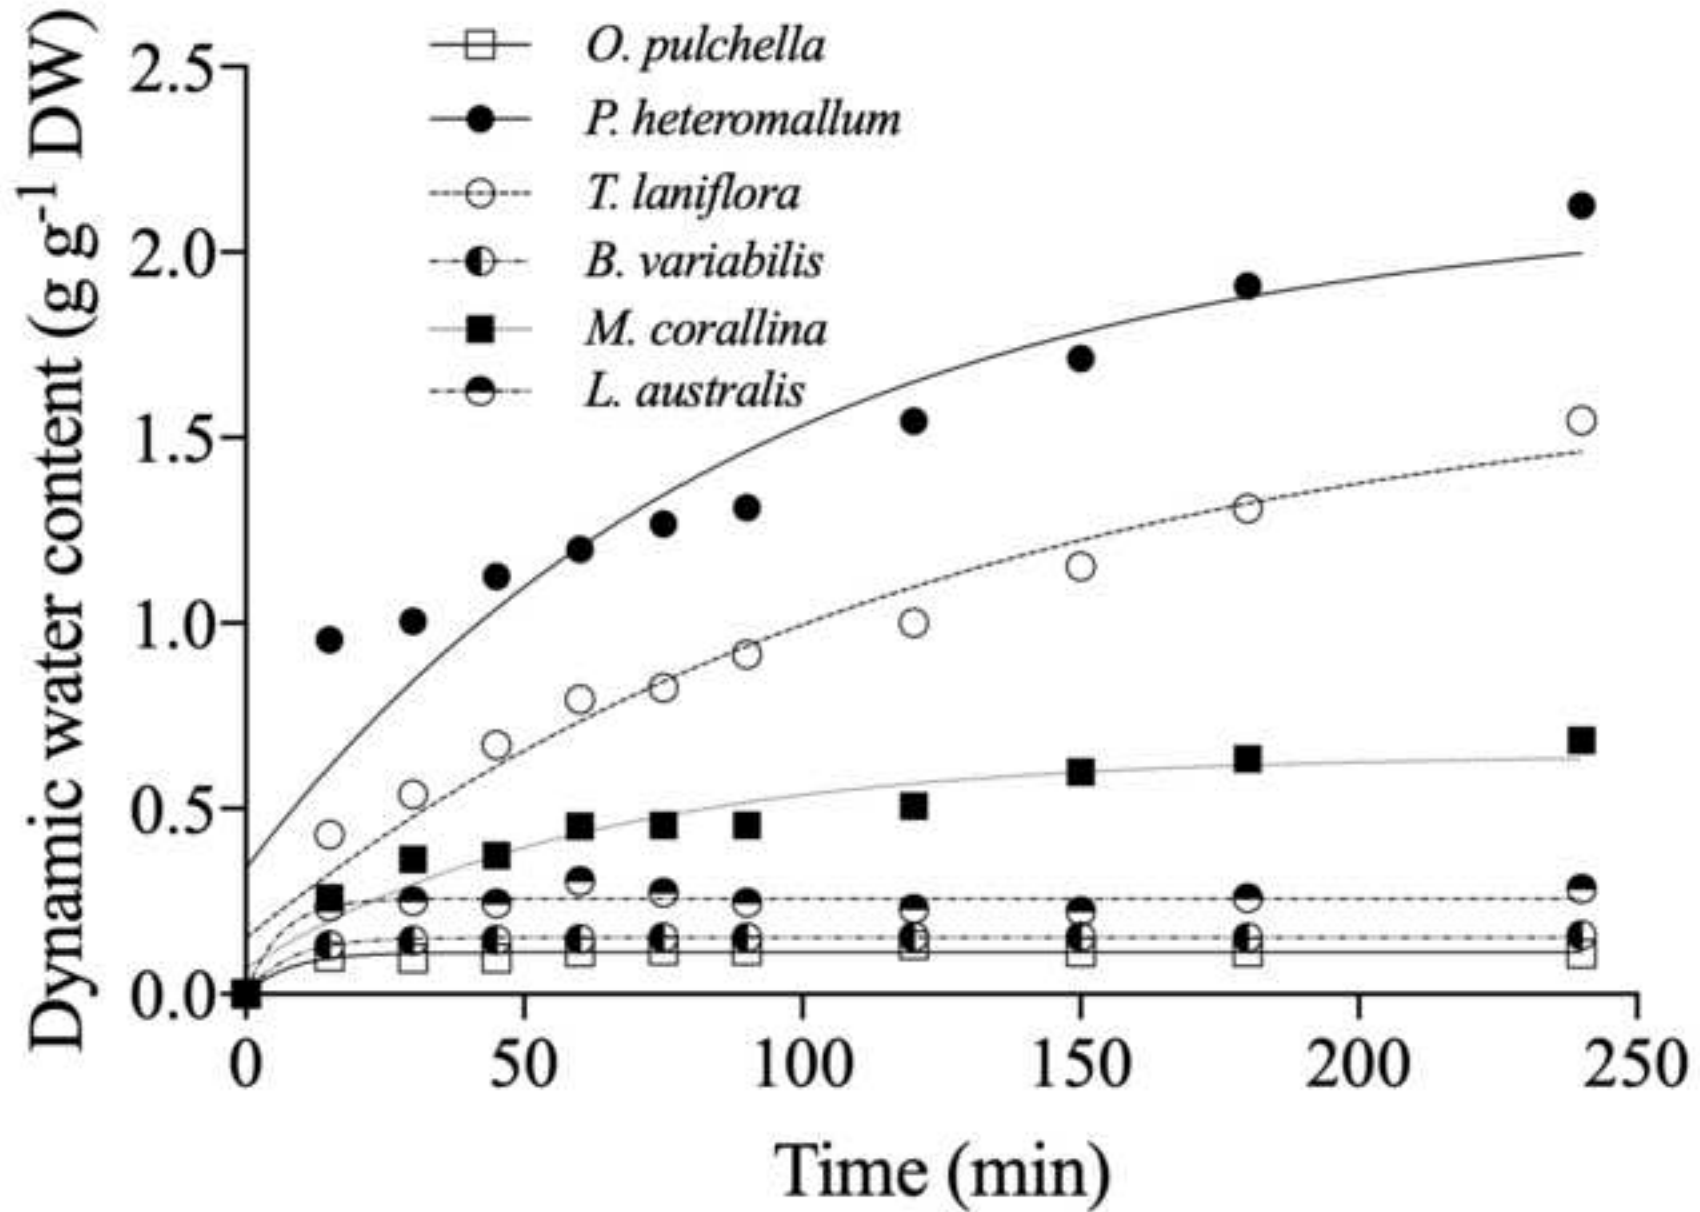 Dynamic water content (g g-1 DW)
2.5
2.0
1.5
1.0
0.5
0.0
O. pulchella
P. heteromallum
T. laniflora
B. variabilis
M. corallina
L. australis
0 50 100 150 200 250
Time (min)